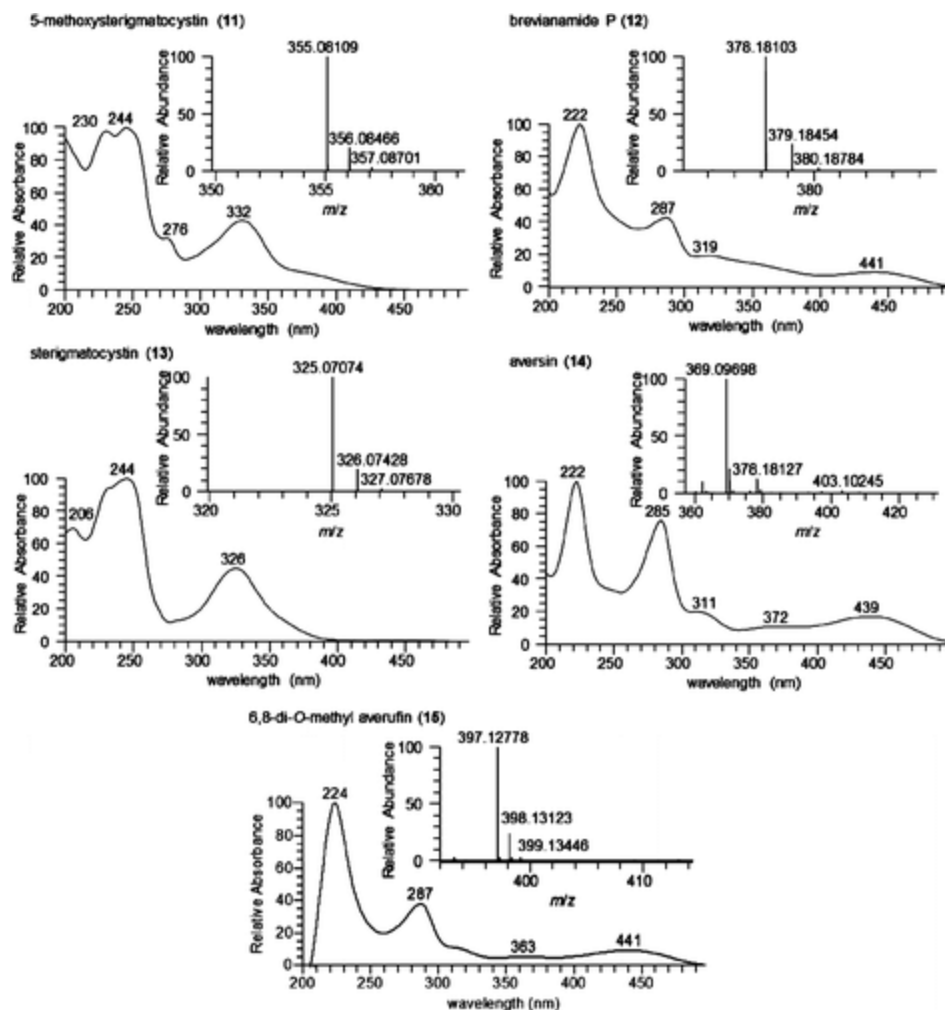 5-methoxysterigmatocystin (11)
Relative Absorbance
100
80
60
40
20
0
230
244
276
332
200 250 300 350 400 450
wavelength (nm)
Relative Abundance
100
50
0
355.08109
356.08466
357.08701
350 355 360
m/z
brevianamide P (12)
Relative Absorbance
100
80
60
40
20
0
222
287
319
441
200 250 300 350 400 450
wavelength (nm)
Relative Abundance
100
50
0
378.18103
379.18454
380.18784
380
m/z
sterigmatocystin (13)
Relative Absorbance
100
80
60
40
20
0
206
244
326
200 250 300 350 400 450
wavelength (nm)
Relative Abundance
100
50
0
325.07074
326.07428
327.07678
320 325 330
m/z
aversin (14)
Relative Absorbance
100
80
60
40
20
0
222
285
311
372
439
200 250 300 350 400 450
wavelength (nm)
Relative Abundance
100
50
0
369.09698
378.18127
403.10245
360 380 400 420
m/z
6,8-di-O-methyl averufin (15)
Relative Absorbance
100
80
60
40
20
0
224
287
363
441
200 250 300 350 400 450
wavelength (nm)
Relative Abundance
100
50
0
397.12778
398.13123
399.13446
400 410
m/z